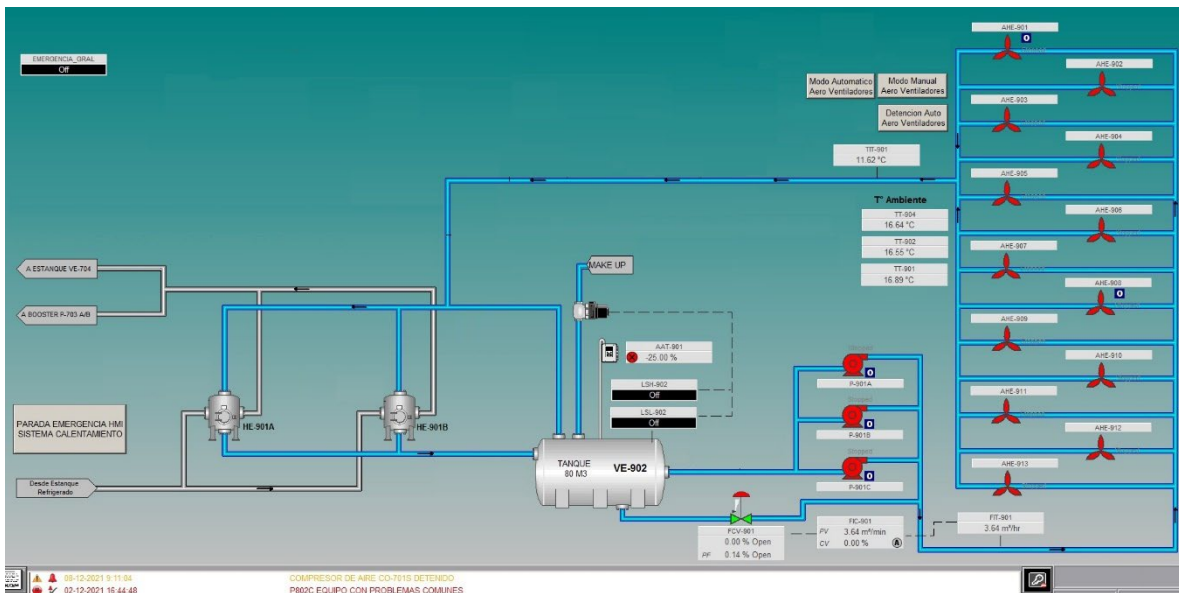 EMERGENCIA_GRAL
Off
AHE-901
O
AHE-902
Modo Automatico
Aero Ventiladores
Modo Manual
Aero Ventiladores
AHE-903
Detencion Auto
Aero Ventiladores
AHE-904
TIT-901
11.62 °C
AHE-905
T° Ambiente
TT-904
16.64 °C
AHE-906
TT-902
16.55 °C
AHE-907
TT-901
16.89 °C
A ESTANQUE VE-704
MAKE UP
AHE-908
O
A BOOSTER P-703 A/B
AHE-909
AAT-901
-25.00 %
Stopped
O
P-901A
AHE-910
LSH-902
Off
AHE-911
LSL-902
Off
Stopped
O
P-901B
PARADA EMERGENCIA HMI
SISTEMA CALENTAMIENTO
HE-901A
HE-901B
AHE-912
Stopped
O
P-901C
TANQUE
80 M3
VE-902
AHE-913
Desde Estanque
Refrigerado
FCV-901
0.00 % Open
PF 0.14 % Open
FIC-901
PV 3.64 m³/min
CV 0.00 % A
FIT-901
3.64 m³/hr
08-12-2021 9:11:04 COMPRESOR DE AIRE CO-701S DETENIDO
02-12-2021 16:44:48 P802C EQUIPO CON PROBLEMAS COMUNES